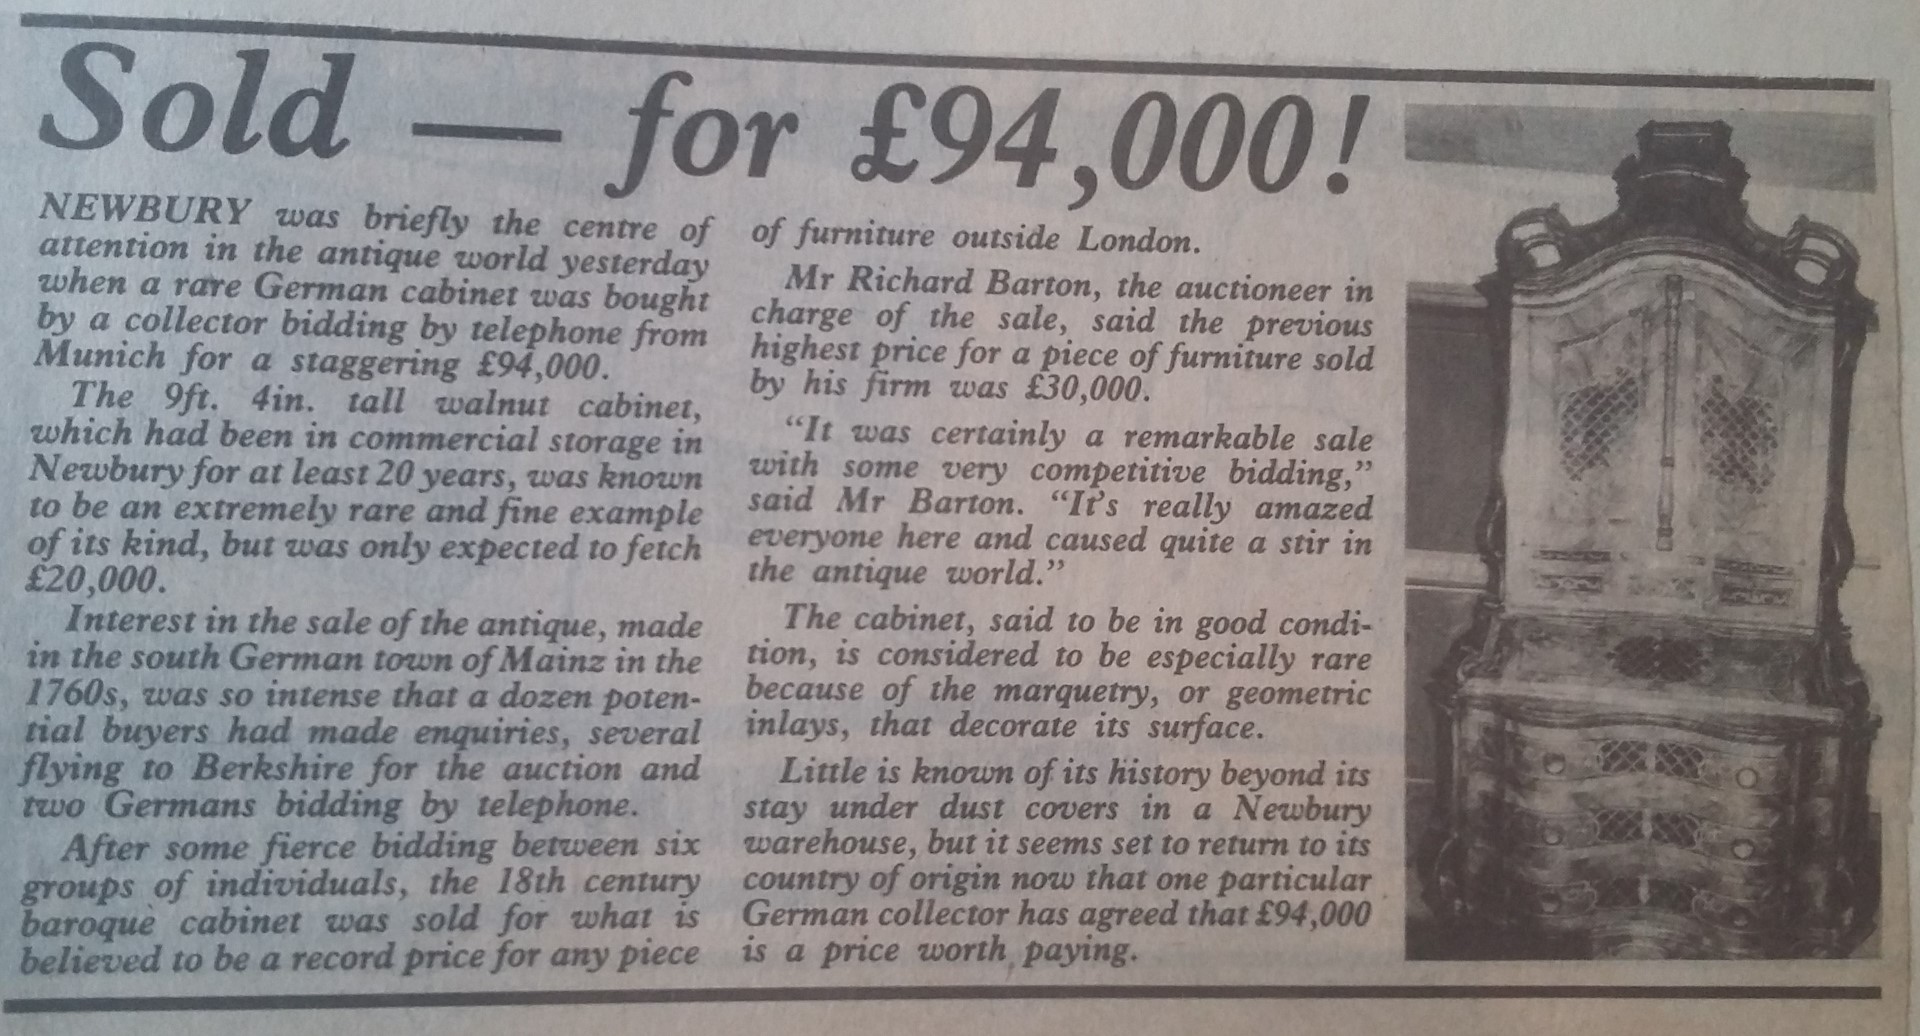 Sold — for £94,000!
NEWBURY was briefly the centre of
attention in the antique world yesterday
when a rare German cabinet was bought
by a collector bidding by telephone from
Munich for a staggering £94,000.
The 9ft. 4in. tall walnut cabinet,
which had been in commercial storage in
Newbury for at least 20 years, was known
to be an extremely rare and fine example
of its kind, but was only expected to fetch
£20,000.
Interest in the sale of the antique, made
in the south German town of Mainz in the
1760s, was so intense that a dozen poten-
tial buyers had made enquiries, several
flying to Berkshire for the auction and
two Germans bidding by telephone.
After some fierce bidding between six
groups of individuals, the 18th century
baroque cabinet was sold for what is
believed to be a record price for any piece
of furniture outside London.
Mr Richard Barton, the auctioneer in
charge of the sale, said the previous
highest price for a piece of furniture sold
by his firm was £30,000.
“It was certainly a remarkable sale
with some very competitive bidding,”
said Mr Barton. “It’s really amazed
everyone here and caused quite a stir in
the antique world.”
The cabinet, said to be in good condi-
tion, is considered to be especially rare
because of the marquetry, or geometric
inlays, that decorate its surface.
Little is known of its history beyond its
stay under dust covers in a Newbury
warehouse, but it seems set to return to its
country of origin now that one particular
German collector has agreed that £94,000
is a price worth paying.